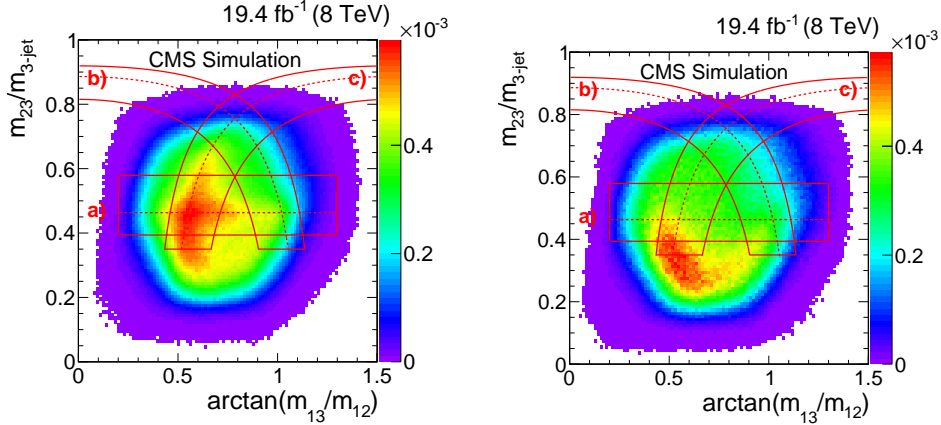 19.4 fb⁻¹ (8 TeV)
×10⁻³
CMS Simulation
b)
c)
a)
m₂₃/m₃₋ⱼₑₜ
1
0.8
0.6
0.4
0.2
0
0
0.5
1
1.5
arctan(m₁₃/m₁₂)
0.4
0.2
0
19.4 fb⁻¹ (8 TeV)
×10⁻³
CMS Simulation
b)
c)
a)
m₂₃/m₃₋ⱼₑₜ
1
0.8
0.6
0.4
0.2
0
0
0.5
1
1.5
arctan(m₁₃/m₁₂)
0.4
0.2
0